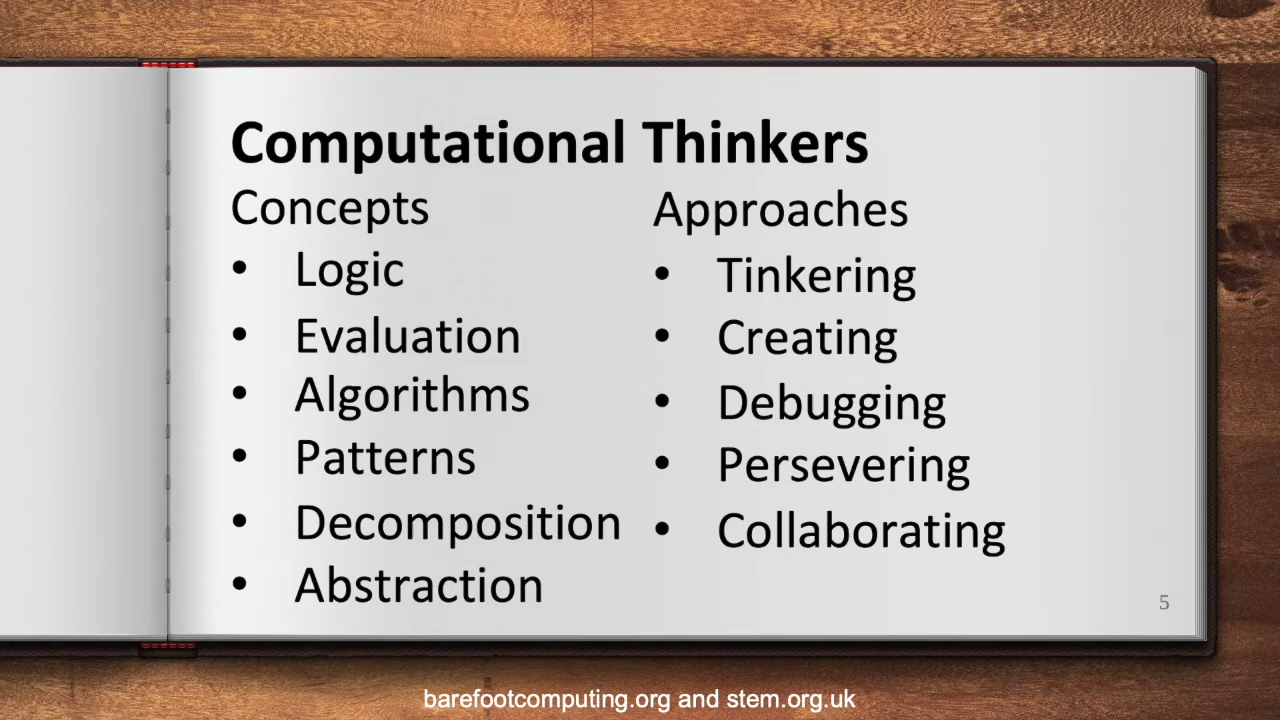 Computational Thinkers
Concepts
• Logic
• Evaluation
• Algorithms
• Patterns
• Decomposition
• Abstraction
Approaches
• Tinkering
• Creating
• Debugging
• Persevering
• Collaborating
5
barefootcomputing.org and stem.org.uk